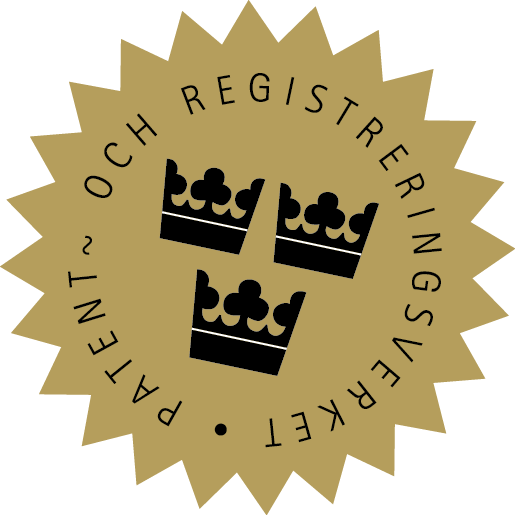 PATENT~ OCH REGISTRERINGSVERKET •